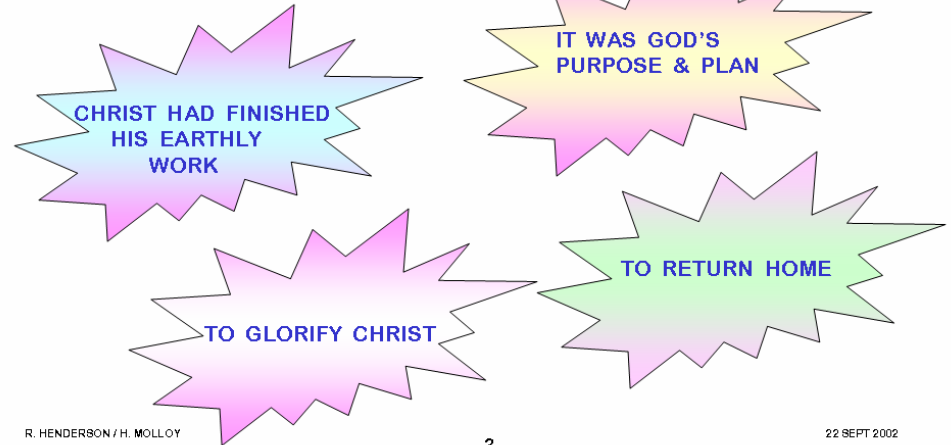 IT WAS GOD'S
PURPOSE & PLAN
CHRIST HAD FINISHED
HIS EARTHLY
WORK
TO RETURN HOME
TO GLORIFY CHRIST
R. HENDERSON / H. MOLLOY
22 SEPT 2002